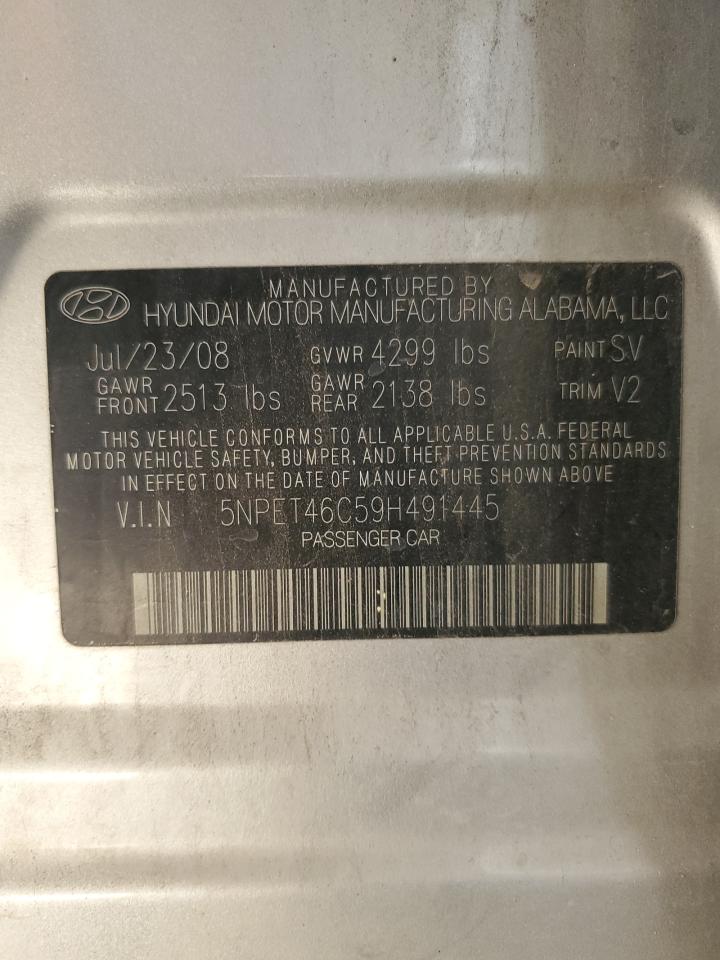 MANUFACTURED BY
HYUNDAI MOTOR MANUFACTURING ALABAMA, LLC
Jul/23/08 GVWR 4299 lbs PAINT SV
GAWR FRONT 2513 lbs GAWR REAR 2138 lbs TRIM V2
THIS VEHICLE CONFORMS TO ALL APPLICABLE U.S.A. FEDERAL
MOTOR VEHICLE SAFETY, BUMPER, AND THEFT PREVENTION STANDARDS
IN EFFECT ON THE DATE OF MANUFACTURE SHOWN ABOVE
V.I.N 5NPET46C59H491445
PASSENGER CAR